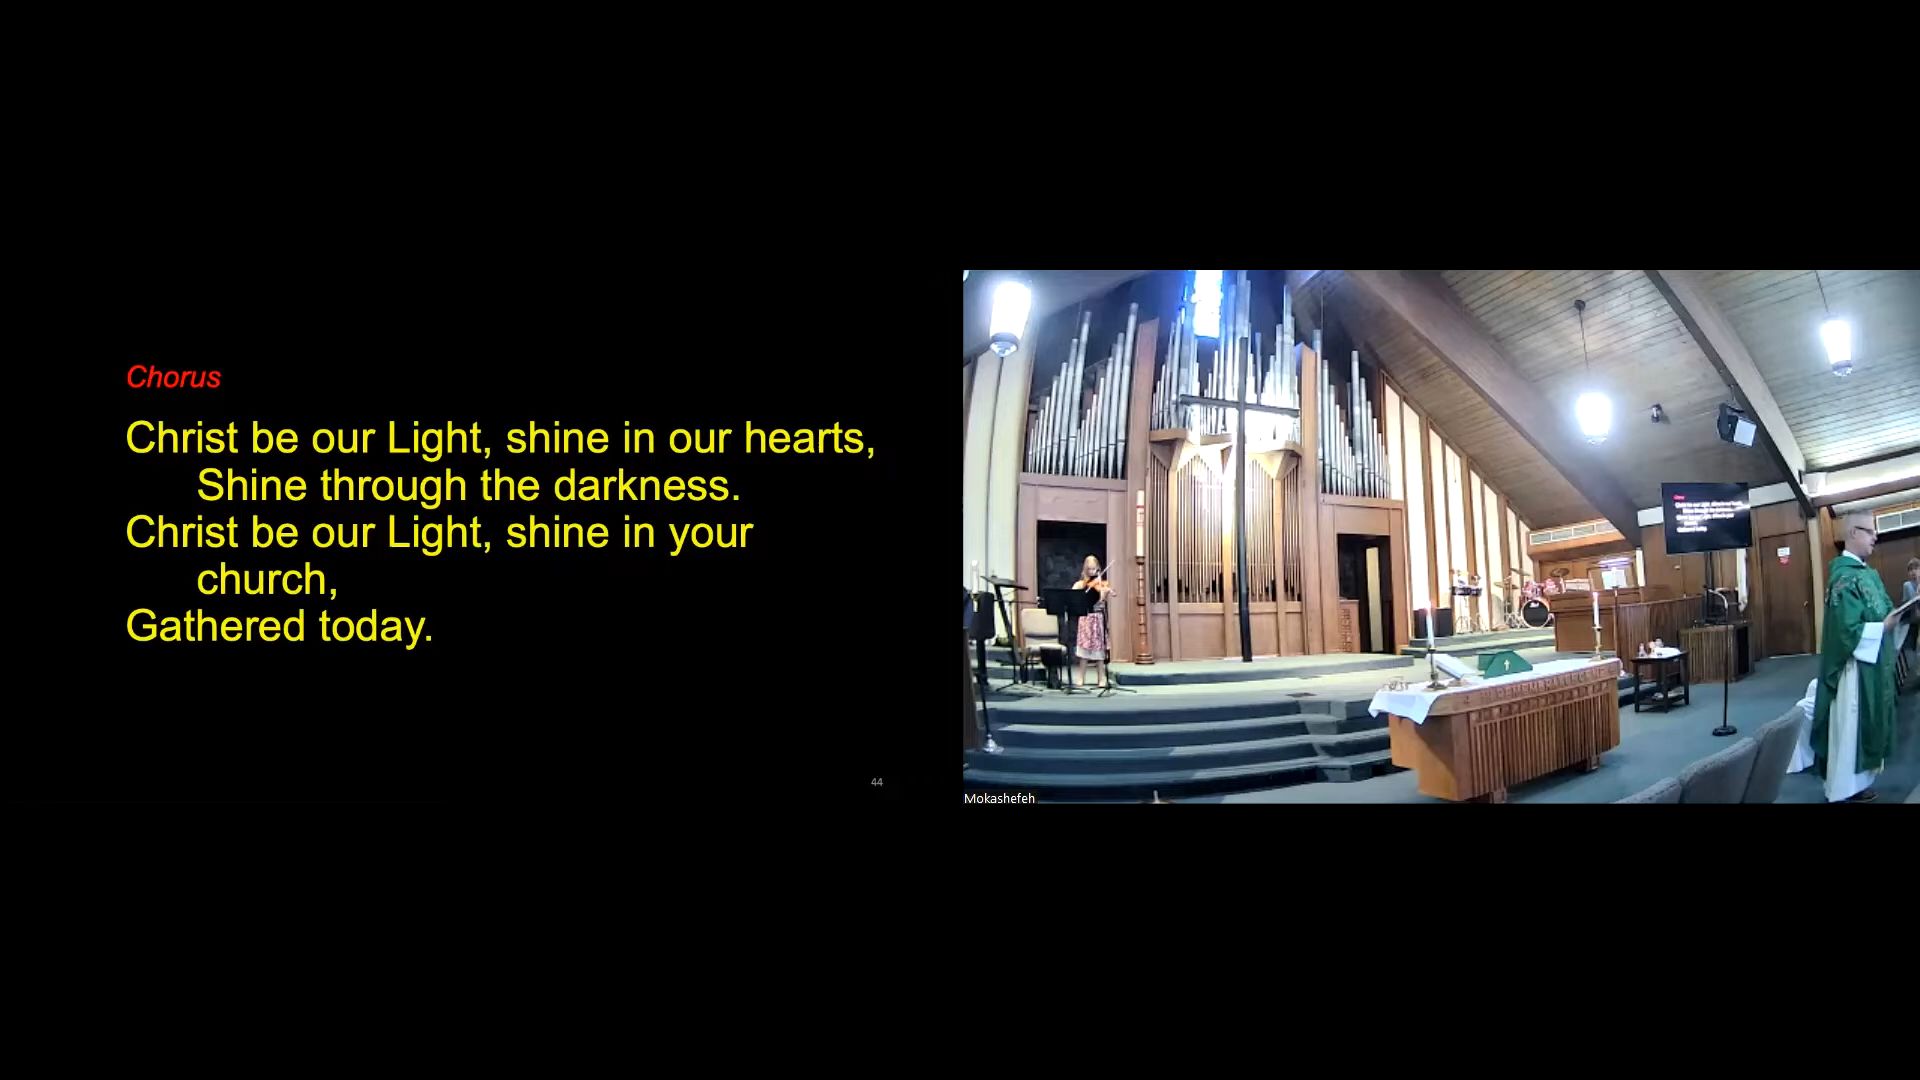 Chorus
Christ be our Light, shine in our hearts,
Shine through the darkness.
Christ be our Light, shine in your
church,
Gathered today.
44
Mokashefeh